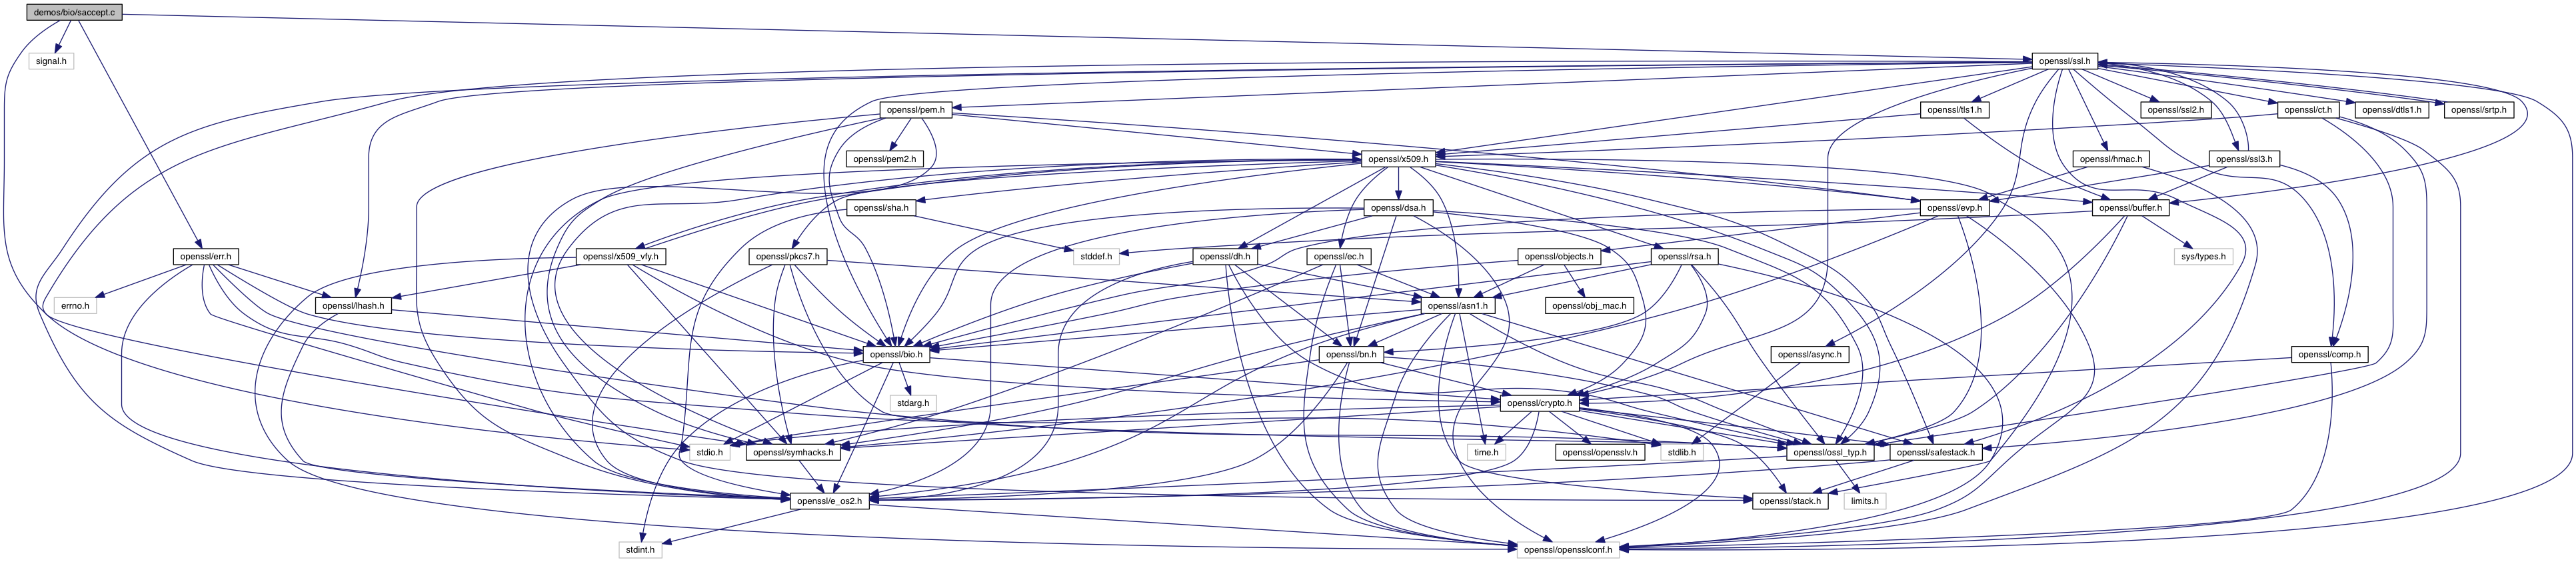 demos/bio/saccept.c
signal.h
openssl/ssl.h
openssl/pem.h
openssl/tls1.h
openssl/ssl2.h
openssl/ct.h
openssl/dtls1.h
openssl/srtp.h
openssl/pem2.h
openssl/x509.h
openssl/hmac.h
openssl/ssl3.h
openssl/sha.h
openssl/dsa.h
openssl/evp.h
openssl/buffer.h
openssl/err.h
openssl/x509_vfy.h
openssl/pkcs7.h
stddef.h
openssl/dh.h
openssl/ec.h
openssl/objects.h
openssl/rsa.h
sys/types.h
errno.h
openssl/lhash.h
openssl/asn1.h
openssl/obj_mac.h
openssl/bio.h
openssl/bn.h
openssl/async.h
openssl/comp.h
stdarg.h
openssl/crypto.h
stdio.h
openssl/symhacks.h
time.h
openssl/opensslv.h
stdlib.h
openssl/ossl_typ.h
openssl/safestack.h
openssl/e_os2.h
openssl/stack.h
limits.h
stdint.h
openssl/opensslconf.h